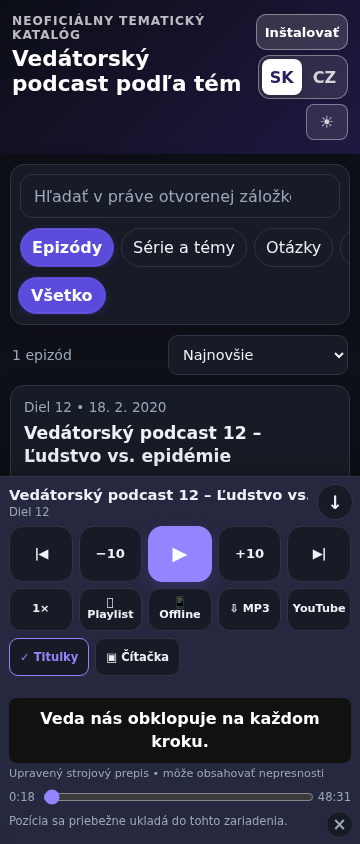 NEOFICIÁLNY TEMATICKÝ
KATALÓG
Vedátorský
podcast podľa tém
Inštalovať
SK CZ
Hľadať v práve otvorenej záložk
Epizódy Série a témy Otázky
Všetko
1 epizód
Najnovšie
Diel 12 • 18. 2. 2020
Vedátorský podcast 12 –
Ľudstvo vs. epidémie
Vedátorský podcast 12 – Ľudstvo vs.
Diel 12
|◀ −10 ▶ +10 ▶|
1× Playlist Offline ⇩ MP3 YouTube
✓ Titulky ▣ Čítačka
Veda nás obklopuje na každom
kroku.
Upravený strojový prepis • môže obsahovať nepresnosti
0:18 48:31
Pozícia sa priebežne ukladá do tohto zariadenia.